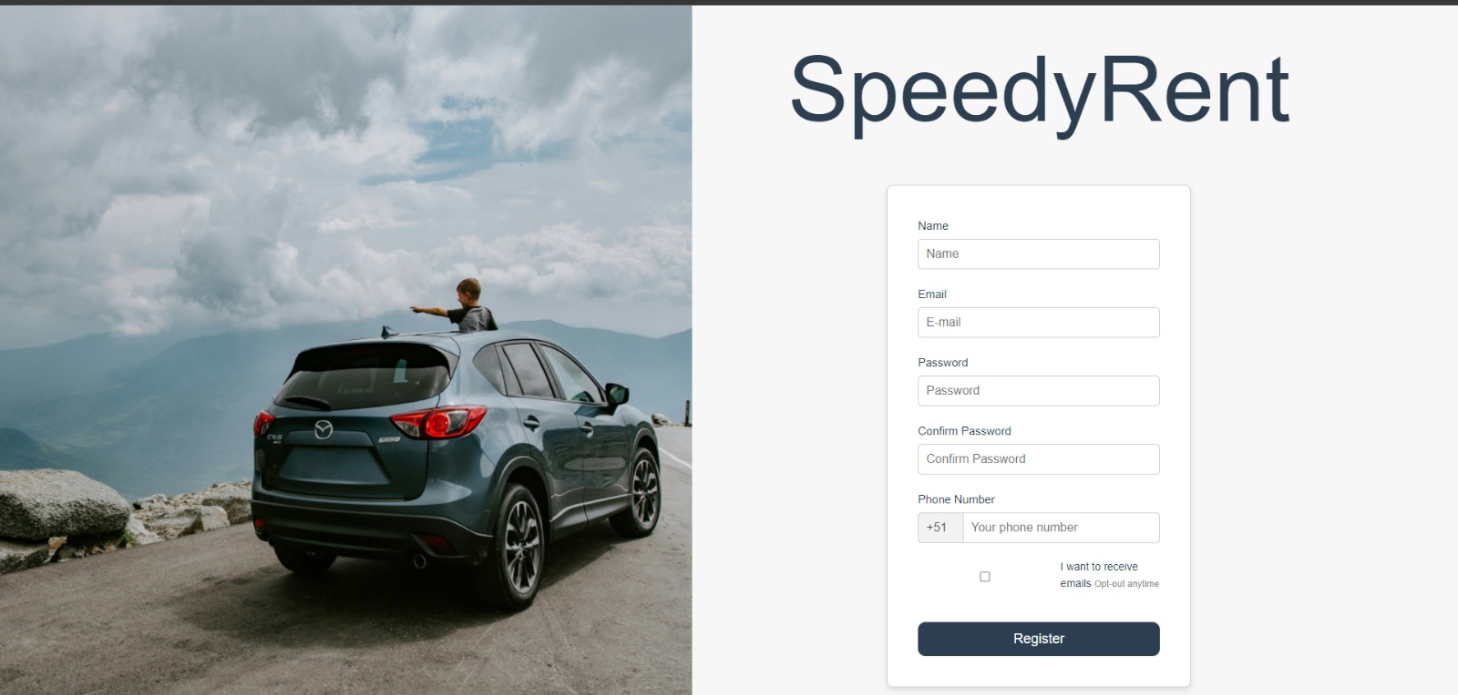 SpeedyRent
Name
Name
Email
E-mail
Password
Password
Confirm Password
Confirm Password
Phone Number
+51 Your phone number
I want to receive
emails Opt-out anytime
Register